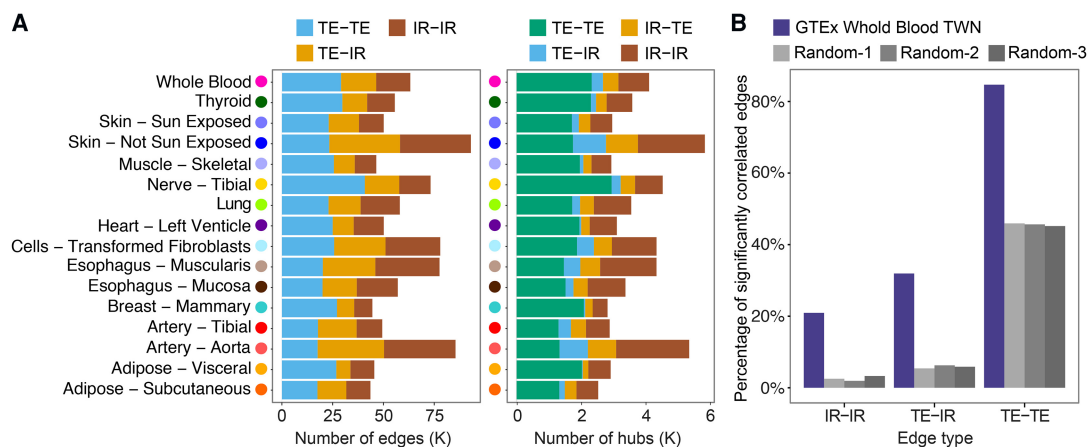 A
TE−TE IR−IR
TE−IR
TE−TE IR−TE
TE−IR IR−IR
Whole Blood
Thyroid
Skin − Sun Exposed
Skin − Not Sun Exposed
Muscle − Skeletal
Nerve − Tibial
Lung
Heart − Left Venticle
Cells − Transformed Fibroblasts
Esophagus − Muscularis
Esophagus − Mucosa
Breast − Mammary
Artery − Tibial
Artery − Aorta
Adipose − Visceral
Adipose − Subcutaneous
0 25 50 75
Number of edges (K)
0 2 4 6
Number of hubs (K)
B
GTEx Whole Blood TWN
Random-1 Random-2 Random-3
Percentage of significantly correlated edges
80%
60%
40%
20%
0%
IR−IR TE−IR TE−TE
Edge type